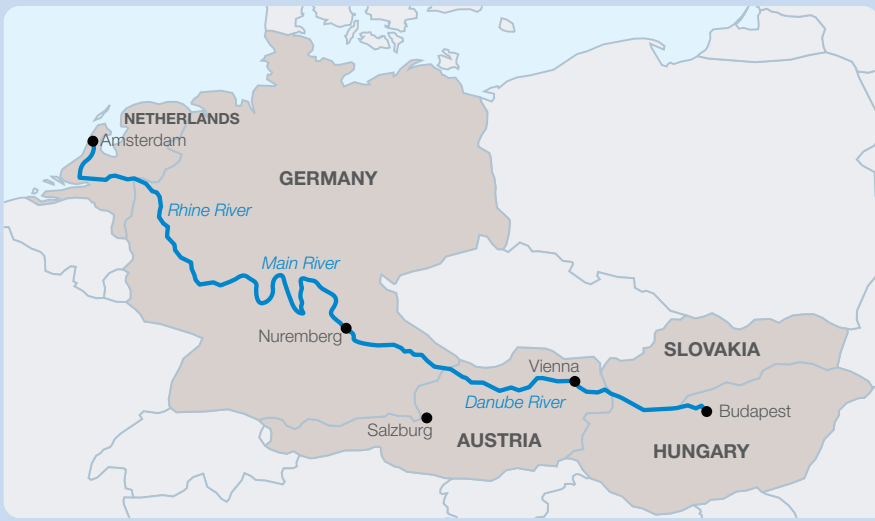 NETHERLANDS
Amsterdam
GERMANY
Rhine River
Main River
Nuremberg
SLOVAKIA
Vienna
Danube River
Budapest
Salzburg
AUSTRIA
HUNGARY